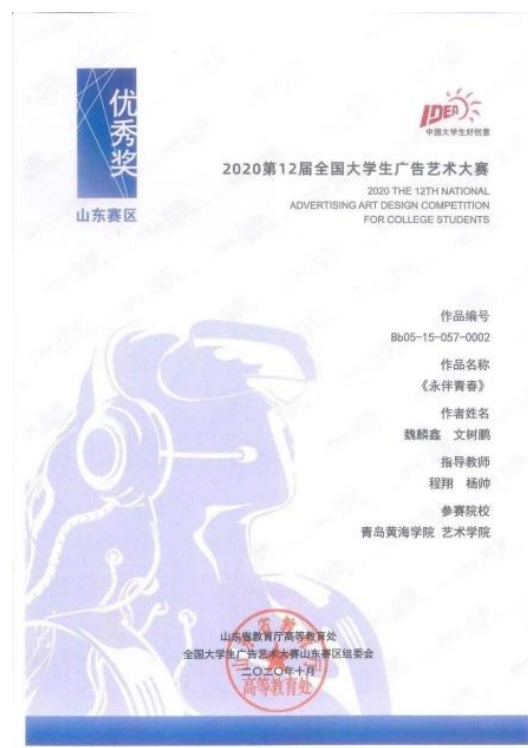 优秀奖
山东赛区
IDEA
中国大学生好创意
2020第12届全国大学生广告艺术大赛
2020 THE 12TH NATIONAL
ADVERTISING ART DESIGN COMPETITION
FOR COLLEGE STUDENTS
作品编号
Bb05-15-057-0002
作品名称
《永伴青春》
作者姓名
魏麟鑫 文树鹏
指导教师
程翔 杨帅
参赛院校
青岛黄海学院 艺术学院
山东省教育厅高等教育处
全国大学生广告艺术大赛山东赛区组委会
二〇二〇年十月
高等教育处